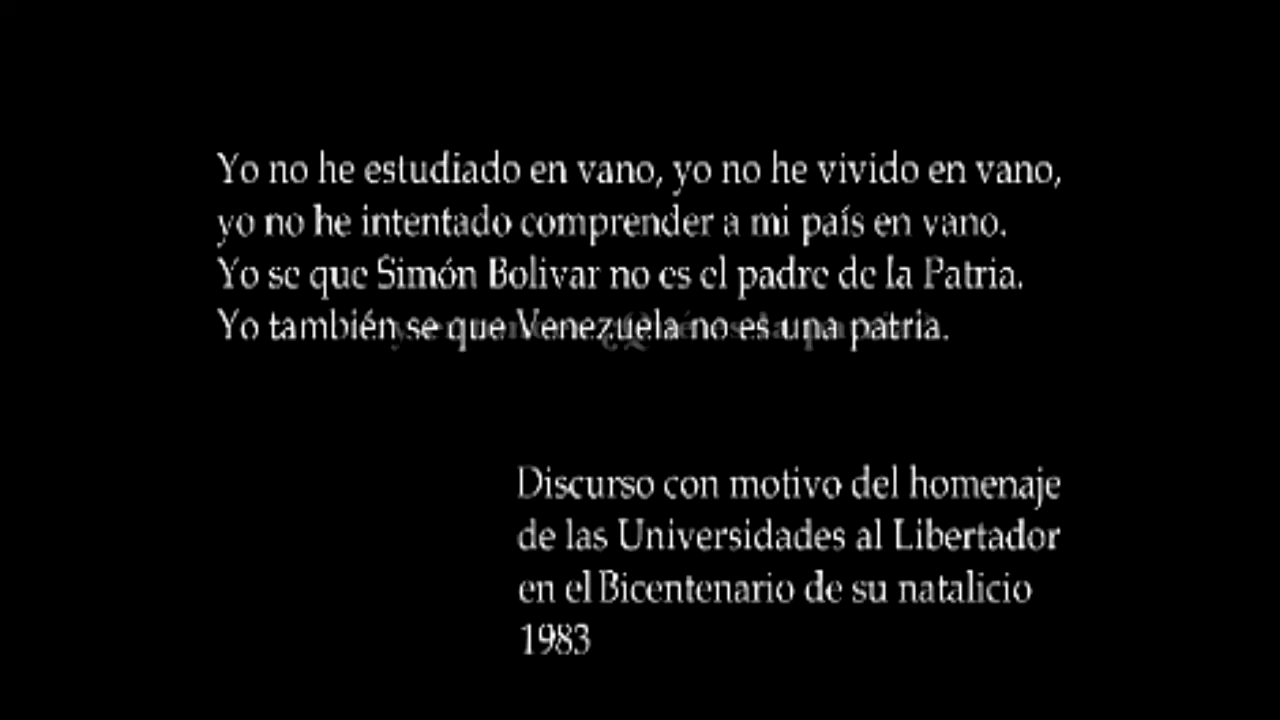 Yo no he estudiado en vano, yo no he vivido en vano,
yo no he intentado comprender a mi país en vano.
Yo se que Simón Bolivar no es el padre de la Patria.
Yo también se que Venezuela no es una patria.
Discurso con motivo del homenaje
de las Universidades al Libertador
en el Bicentenario de su natalicio
1983